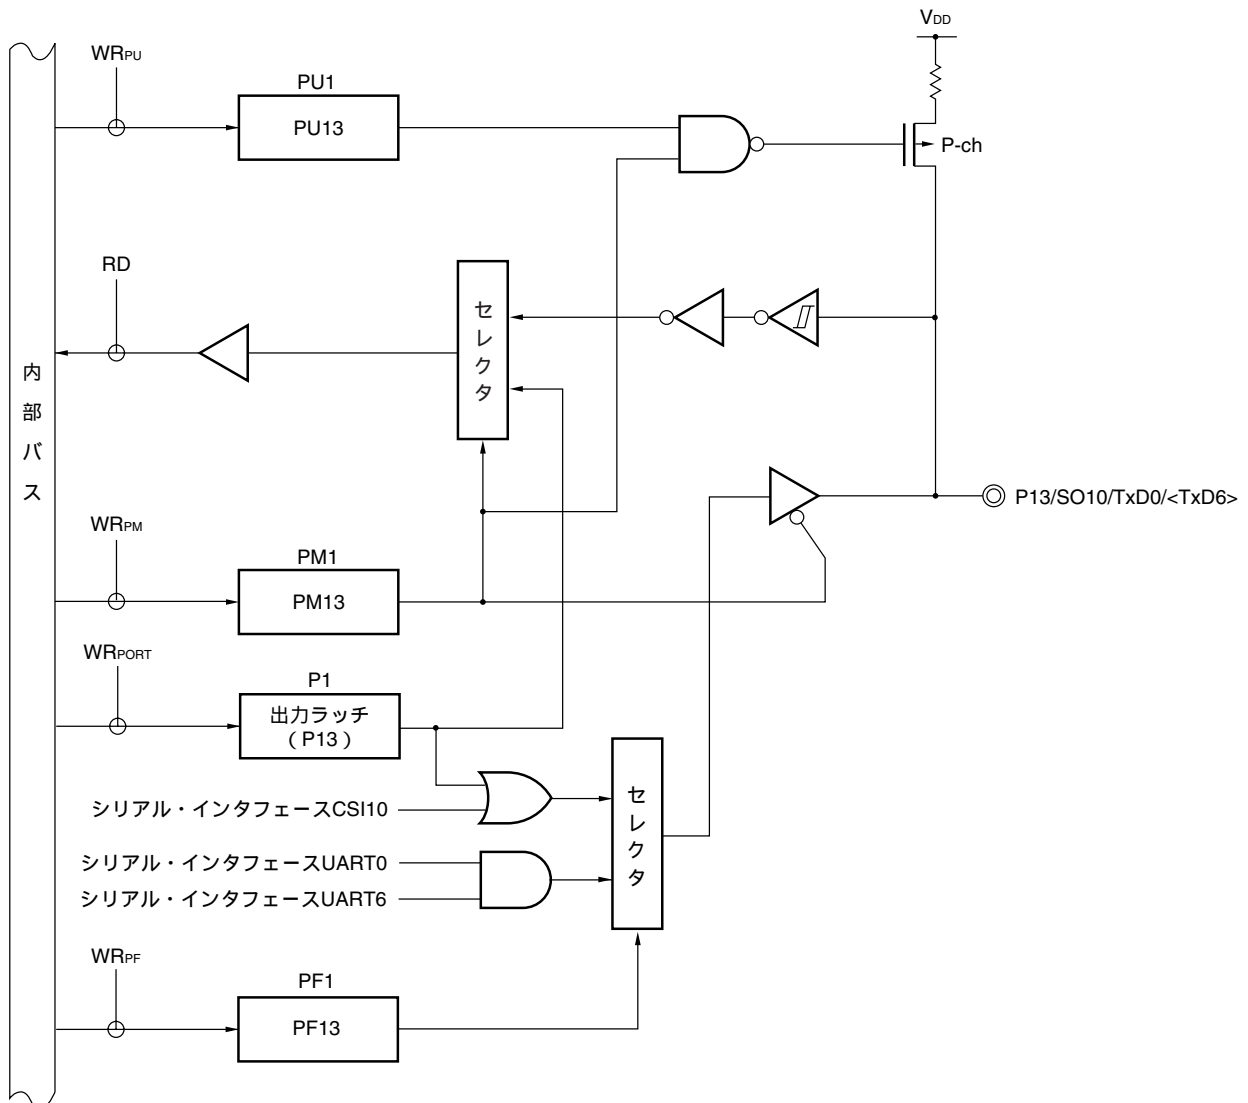 VDD
WRPU
PU1
PU13
P-ch
RD
セレクタ
内部バス
P13/SO10/TxD0/<TxD6>
WRPM
PM1
PM13
WRPORT
P1
出力ラッチ
(P13)
シリアル・インタフェースCSI10
セレクタ
シリアル・インタフェースUART0
シリアル・インタフェースUART6
WRPF
PF1
PF13